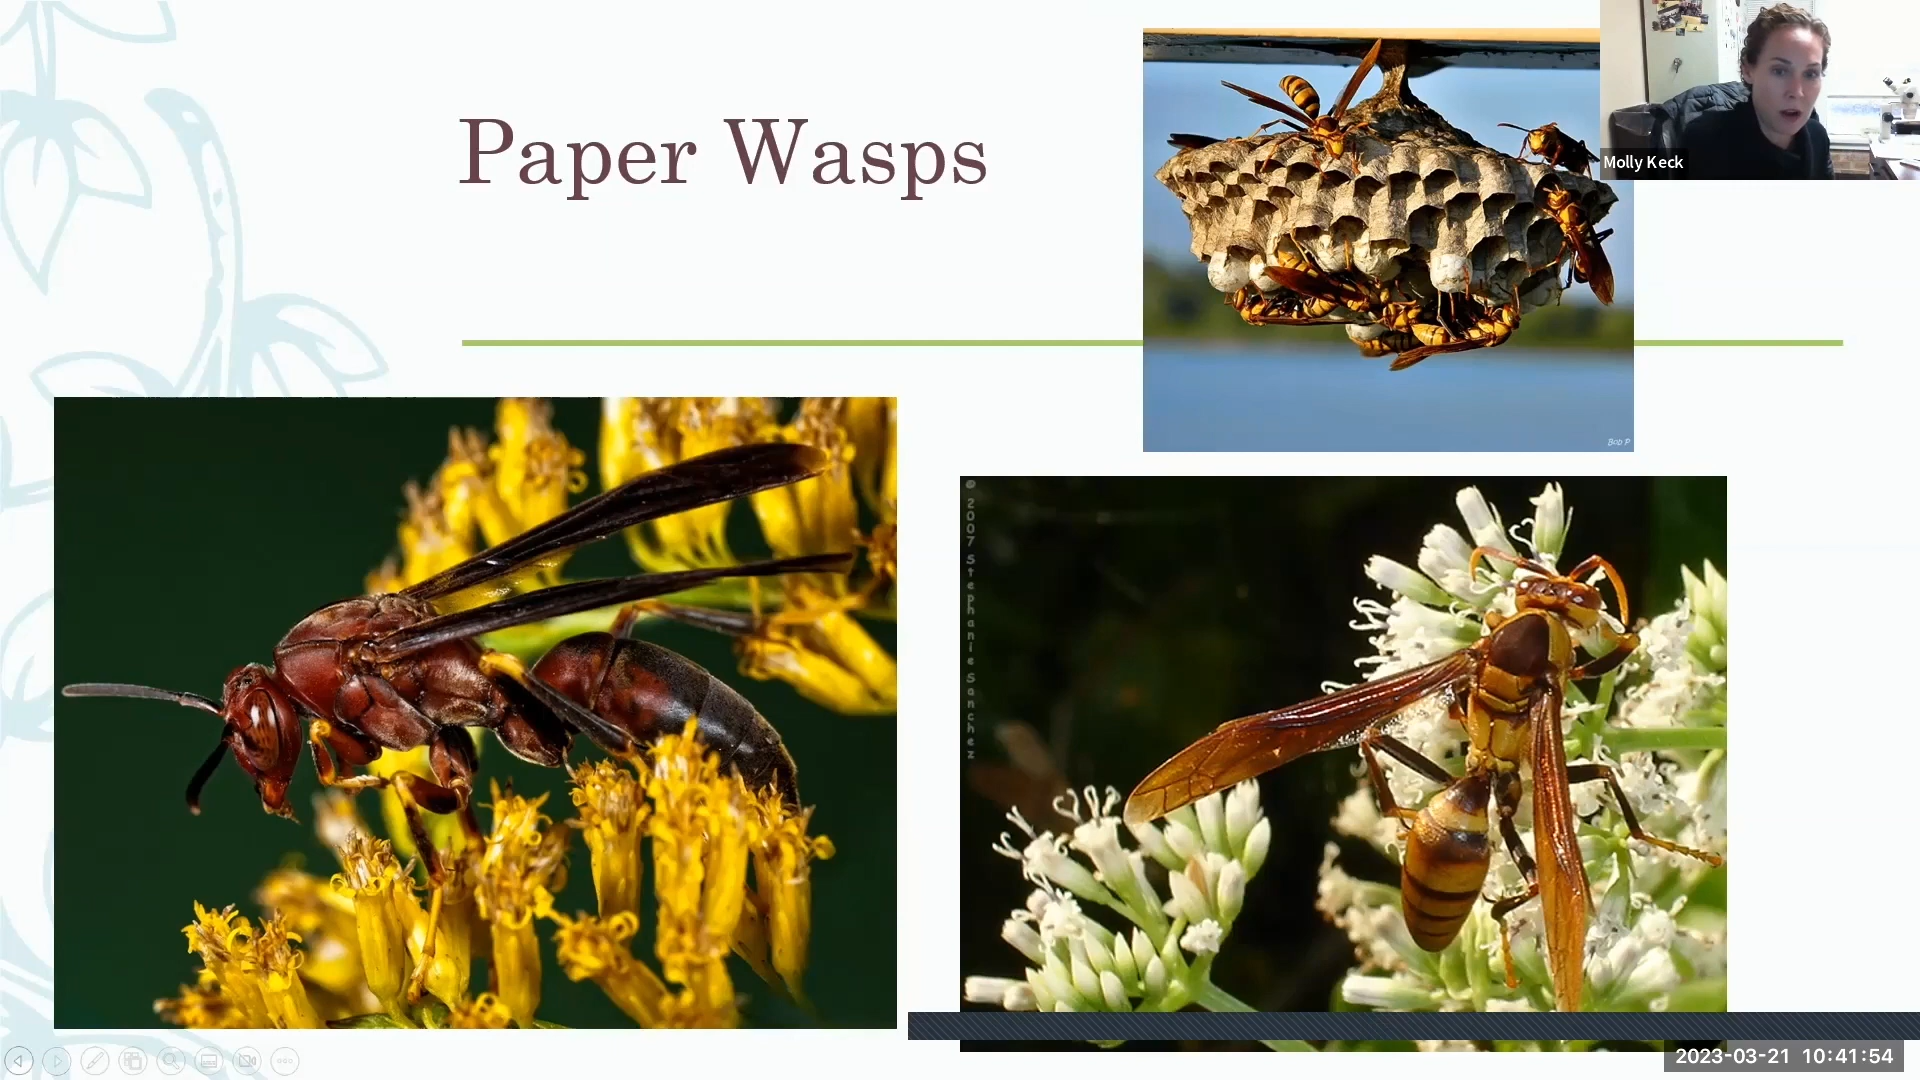 Paper Wasps
Molly Keck
Bob P
© 2007 Stephanie Sanchez
2023-03-21 10:41:54